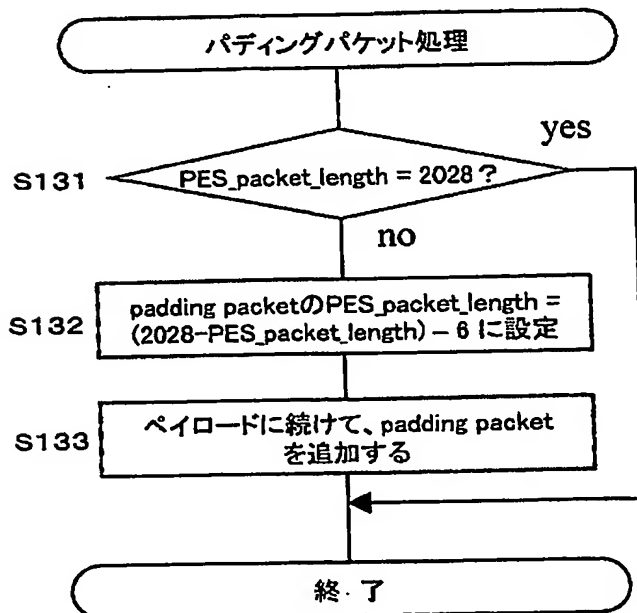 パディングパケット処理
yes
S131
PES_packet_length = 2028 ?
no
S132
padding packetのPES_packet_length =
(2028-PES_packet_length) – 6 に設定
S133
ペイロードに続けて、padding packet
を追加する
終・了